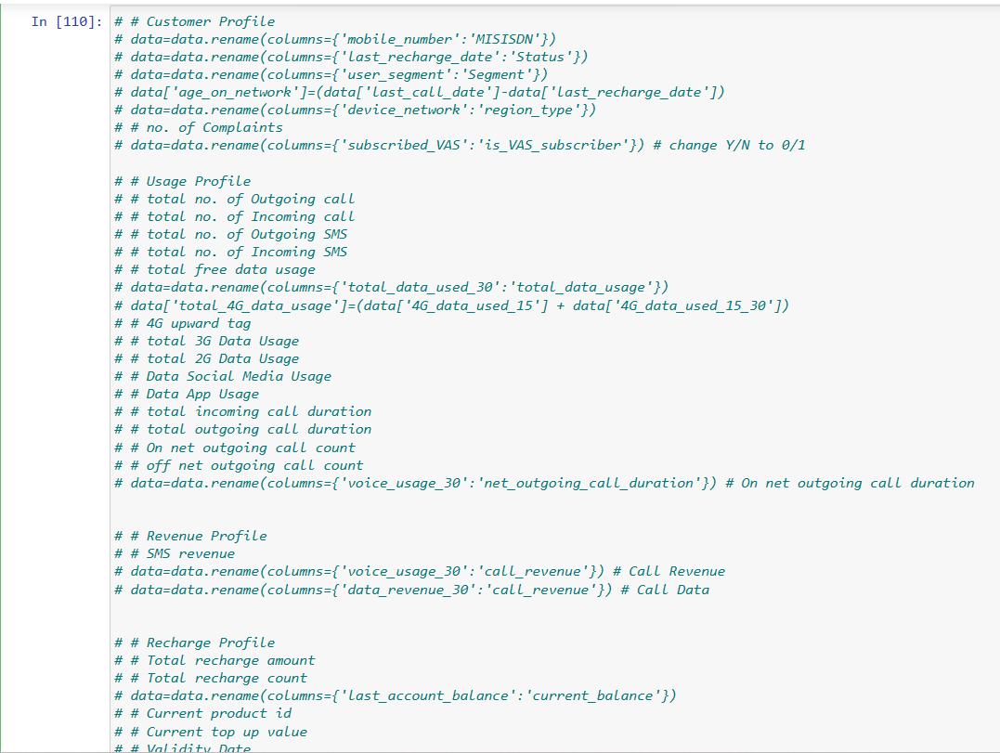 In [110]: # # Customer Profile
# data=data.rename(columns={'mobile_number':'MISISDN'})
# data=data.rename(columns={'last_recharge_date':'Status'})
# data=data.rename(columns={'user_segment':'Segment'})
# data['age_on_network']=(data['last_call_date']-data['last_recharge_date'])
# data=data.rename(columns={'device_network':'region_type'})
# # no. of Complaints
# data=data.rename(columns={'subscribed_VAS':'is_VAS_subscriber'}) # change Y/N to 0/1
# # Usage Profile
# # total no. of Outgoing call
# # total no. of Incoming call
# # total no. of Outgoing SMS
# # total no. of Incoming SMS
# # total free data usage
# data=data.rename(columns={'total_data_used_30':'total_data_usage'})
# data['total_4G_data_usage']=(data['4G_data_used_15'] + data['4G_data_used_15_30'])
# # 4G upward tag
# # total 3G Data Usage
# # total 2G Data Usage
# # Data Social Media Usage
# # Data App Usage
# # total incoming call duration
# # total outgoing call duration
# # On net outgoing call count
# # off net outgoing call count
# data=data.rename(columns={'voice_usage_30':'net_outgoing_call_duration'}) # On net outgoing call duration
# # Revenue Profile
# # SMS revenue
# data=data.rename(columns={'voice_usage_30':'call_revenue'}) # Call Revenue
# data=data.rename(columns={'data_revenue_30':'call_revenue'}) # Call Data
# # Recharge Profile
# # Total recharge amount
# # Total recharge count
# data=data.rename(columns={'last_account_balance':'current_balance'})
# # Current product id
# # Current top up value
# # Validity Date